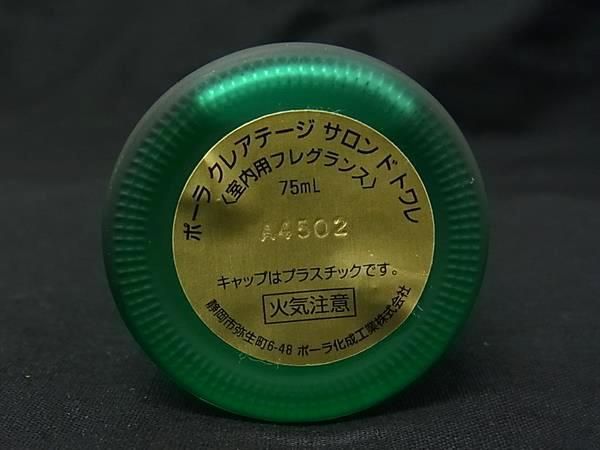 ポーラ クレアテージ サロン ド トワレ
〈室内用フレグランス〉
75mL
A4502
キャップはプラスチックです。
火気注意
静岡市弥生町6-48 ポーラ化成工業株式会社